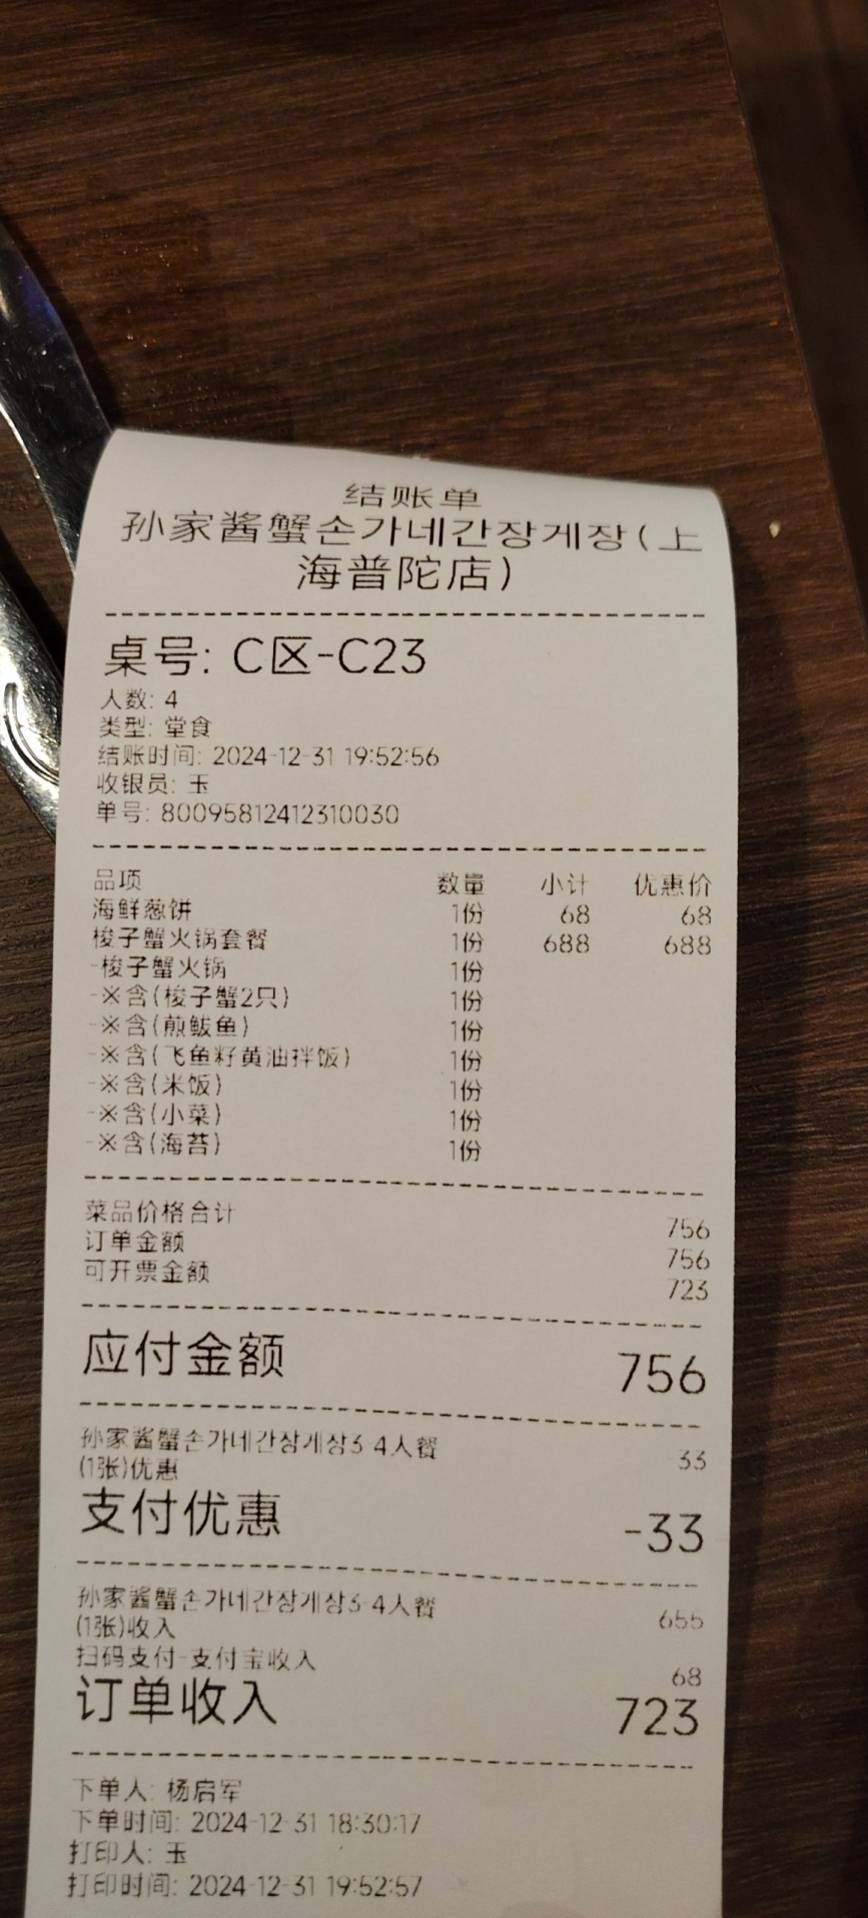 结账单
孙家酱蟹손가네간장게장(上
海普陀店)
桌号: C区-C23
人数: 4
类型: 堂食
结账时间: 2024-12-31 19:52:56
收银员: 玉
单号: 80095812412310030
品项 数量 小计 优惠价
海鲜葱饼 1份 68 68
梭子蟹火锅套餐 1份 688 688
-梭子蟹火锅 1份
-※含(梭子蟹2只) 1份
-※含(煎鲅鱼) 1份
-※含(飞鱼籽黄油拌饭) 1份
-※含(米饭) 1份
-※含(小菜) 1份
-※含(海苔) 1份
菜品价格合计 756
订单金额 756
可开票金额 723
应付金额 756
孙家酱蟹손가네간장게장3-4人餐 33
(1张)优惠
支付优惠 -33
孙家酱蟹손가네간장게장3-4人餐 655
(1张)收入
扫码支付-支付宝收入 68
订单收入 723
下单人: 杨启军
下单时间: 2024-12-31 18:30:17
打印人: 玉
打印时间: 2024-12-31 19:52:57